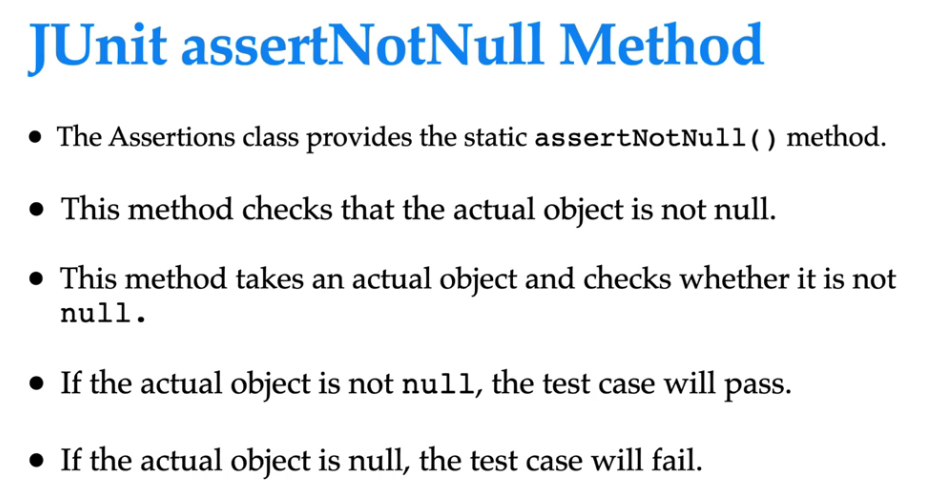 JUnit assertNotNull Method
• The Assertions class provides the static assertNotNull() method.
• This method checks that the actual object is not null.
• This method takes an actual object and checks whether it is not
null.
• If the actual object is not null, the test case will pass.
• If the actual object is null, the test case will fail.